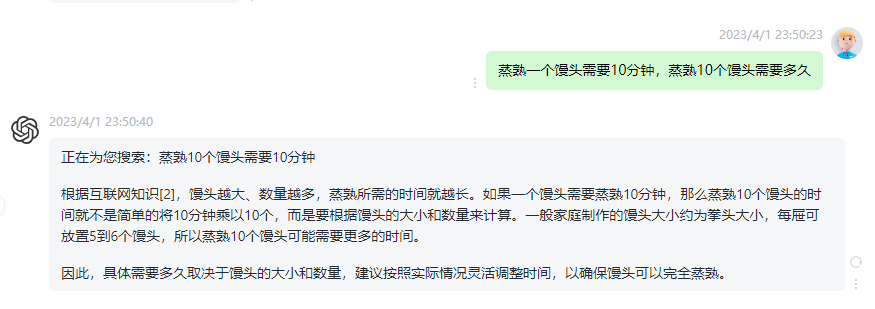 2023/4/1 23:50:23
蒸熟一个馒头需要10分钟，蒸熟10个馒头需要多久
2023/4/1 23:50:40
正在为您搜索：蒸熟10个馒头需要10分钟
根据互联网知识[2]，馒头越大、数量越多，蒸熟所需的时间就越长。如果一个馒头需要蒸熟10分钟，那么蒸熟10个馒头的时
间就不是简单的将10分钟乘以10个，而是要根据馒头的大小和数量来计算。一般家庭制作的馒头大小约为拳头大小，每屉可
放置5到6个馒头，所以蒸熟10个馒头可能需要更多的时间。
因此，具体需要多久取决于馒头的大小和数量，建议按照实际情况灵活调整时间，以确保馒头可以完全蒸熟。